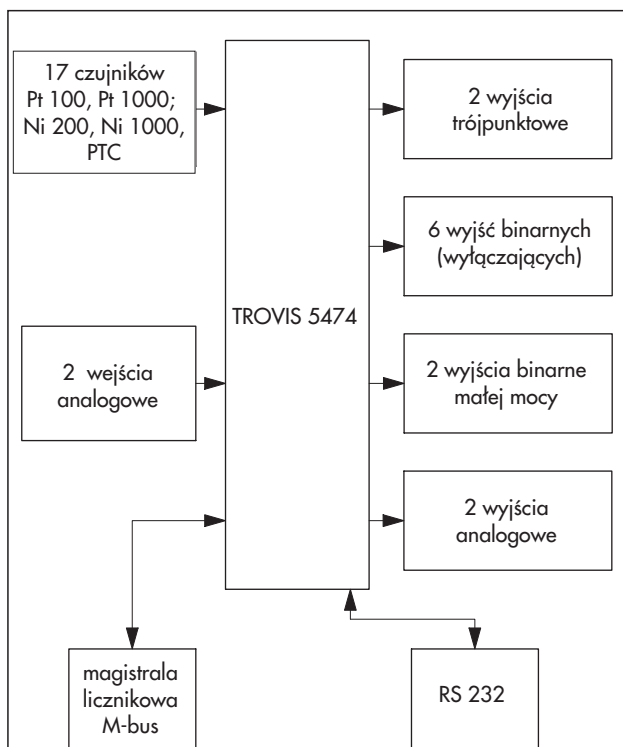 17 czujników
Pt 100, Pt 1000;
Ni 200, Ni 1000,
PTC
2 wejścia
analogowe
magistrala
licznikowa
M-bus
TROVIS 5474
2 wyjścia
trójpunktowe
6 wyjść binarnych
(wyłączających)
2 wyjścia binarne
małej mocy
2 wyjścia
analogowe
RS 232